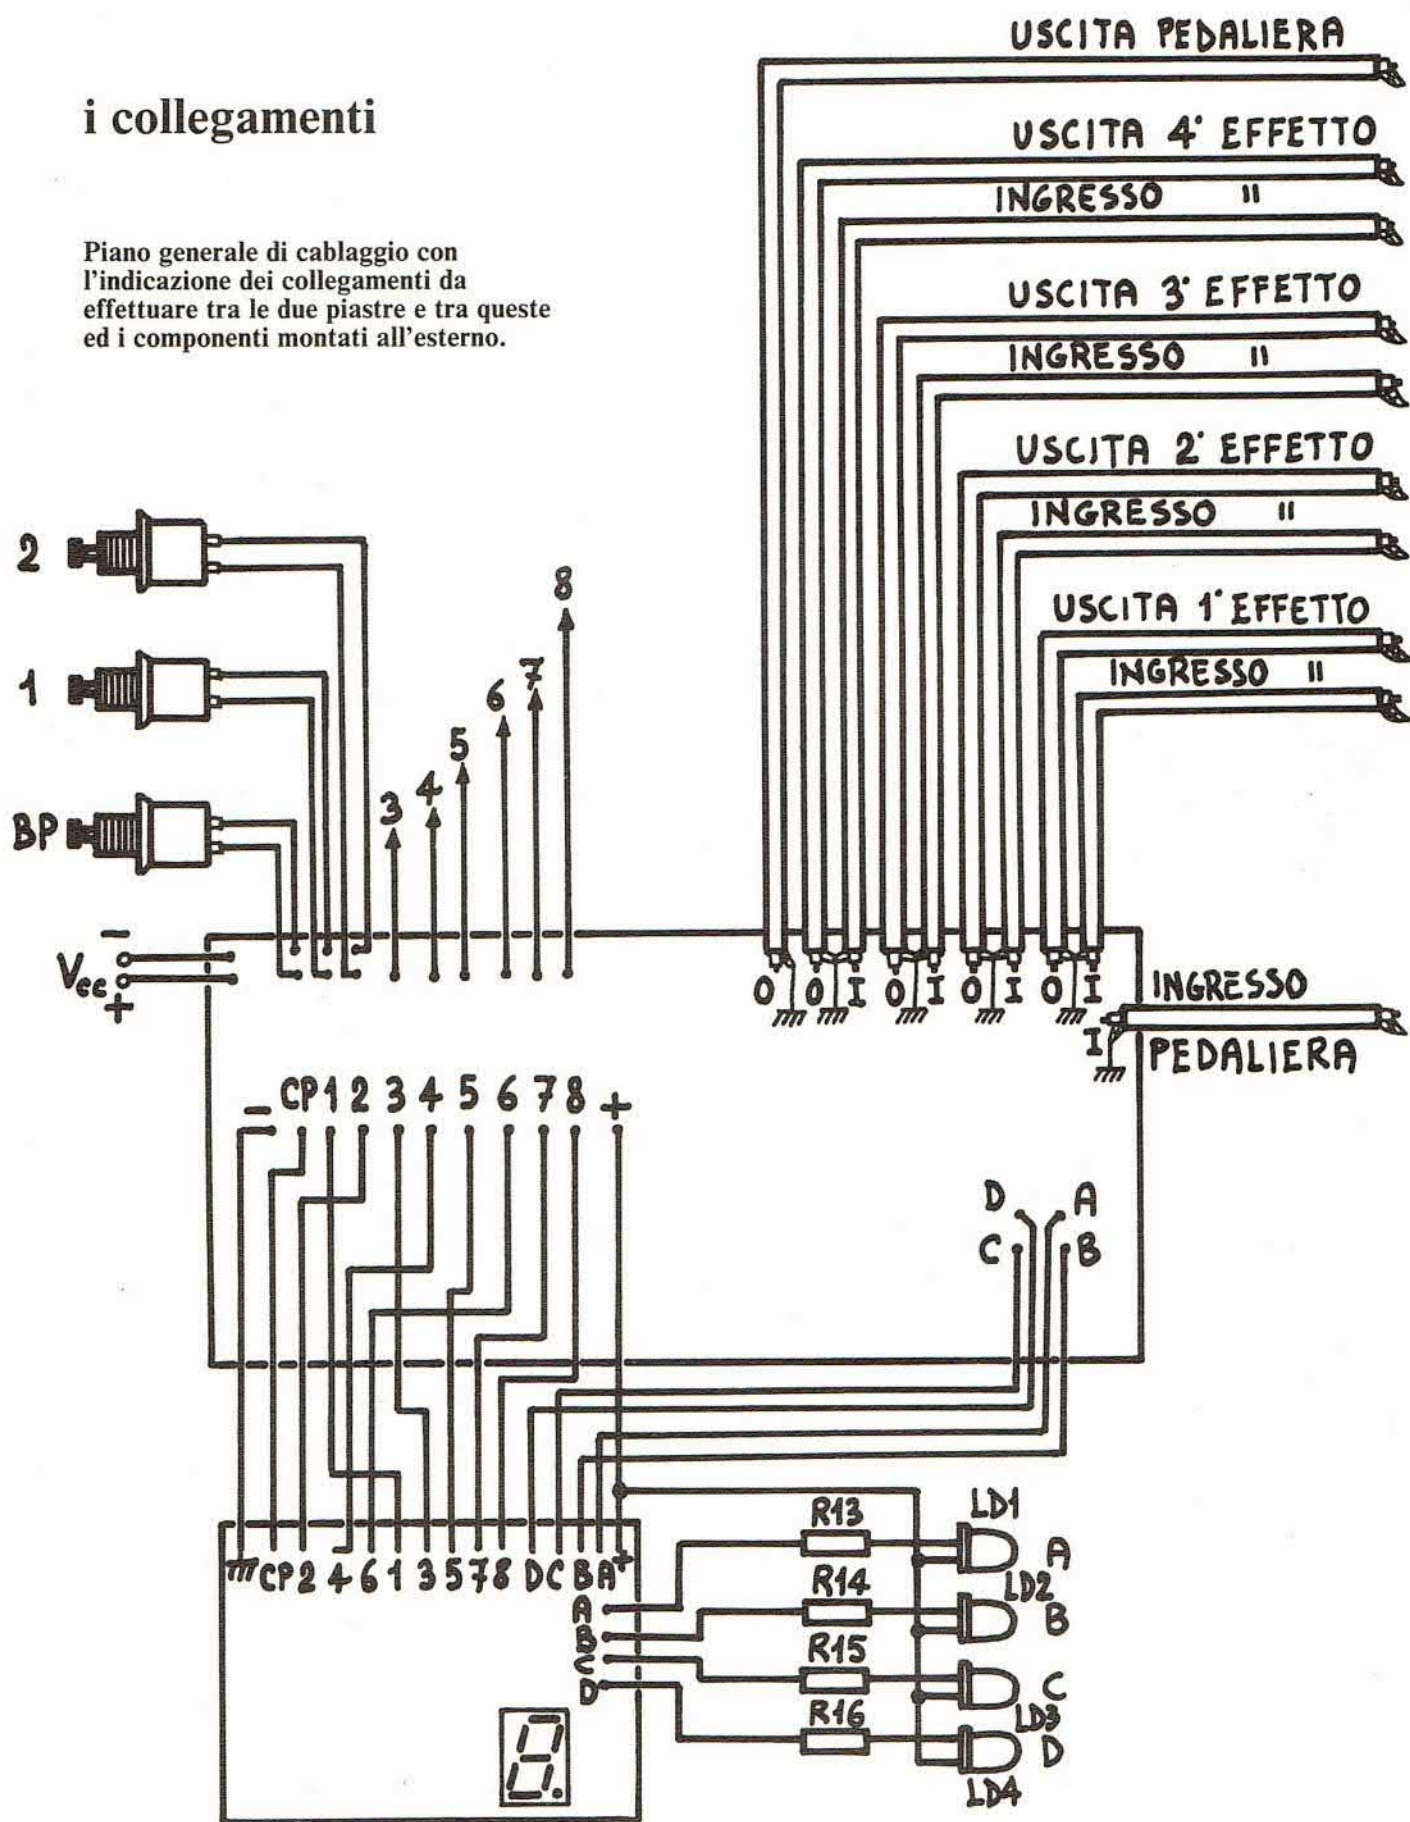 i collegamenti
Piano generale di cablaggio con
l'indicazione dei collegamenti da
effettuare tra le due piastre e tra queste
ed i componenti montati all'esterno.
USCITA PEDALIERA
USCITA 4° EFFETTO
INGRESSO "
USCITA 3° EFFETTO
INGRESSO "
USCITA 2° EFFETTO
INGRESSO "
USCITA 1° EFFETTO
INGRESSO "
2
1
BP
3 4 5 6 7 8
- Vcc +
O O I O I O I O I
INGRESSO
I PEDALIERA
- CP 1 2 3 4 5 6 7 8 +
D A
C B
CP 2 4 6 1 3 5 7 8 D C B A +
A
B
C
D
R13 LD1 A
R14 LD2 B
R15 C
R16 LD3 D
LD4
8.